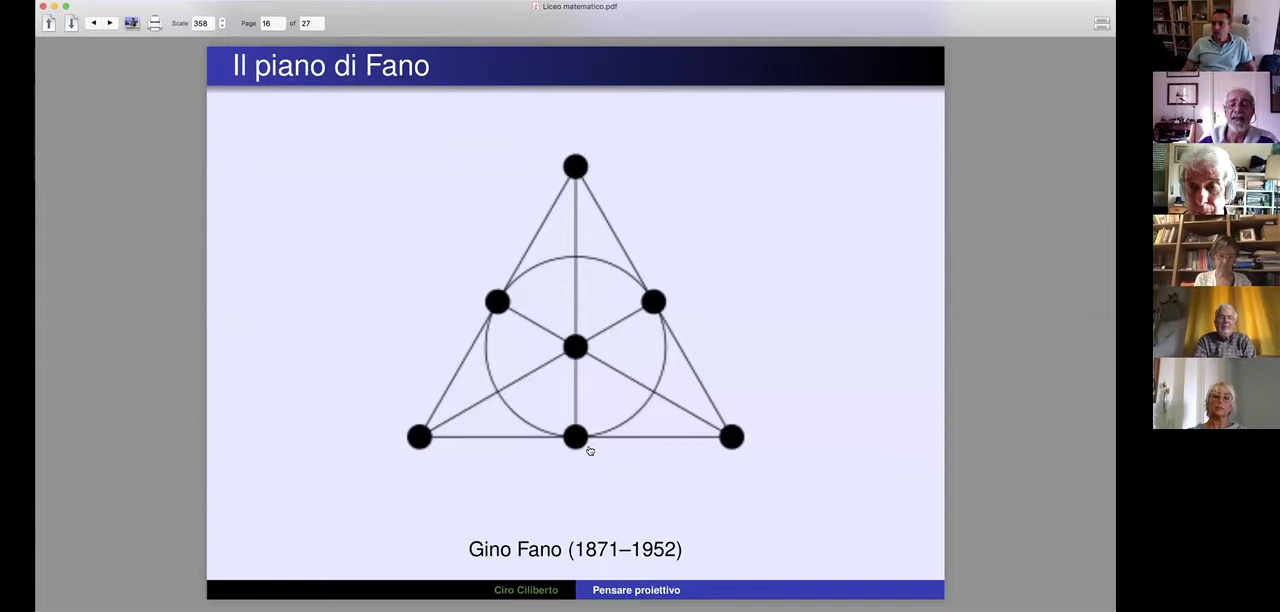 Liceo matematico.pdf
Scale 358 Page 16 of 27
Il piano di Fano
Gino Fano (1871–1952)
Ciro Ciliberto Pensare proiettivo